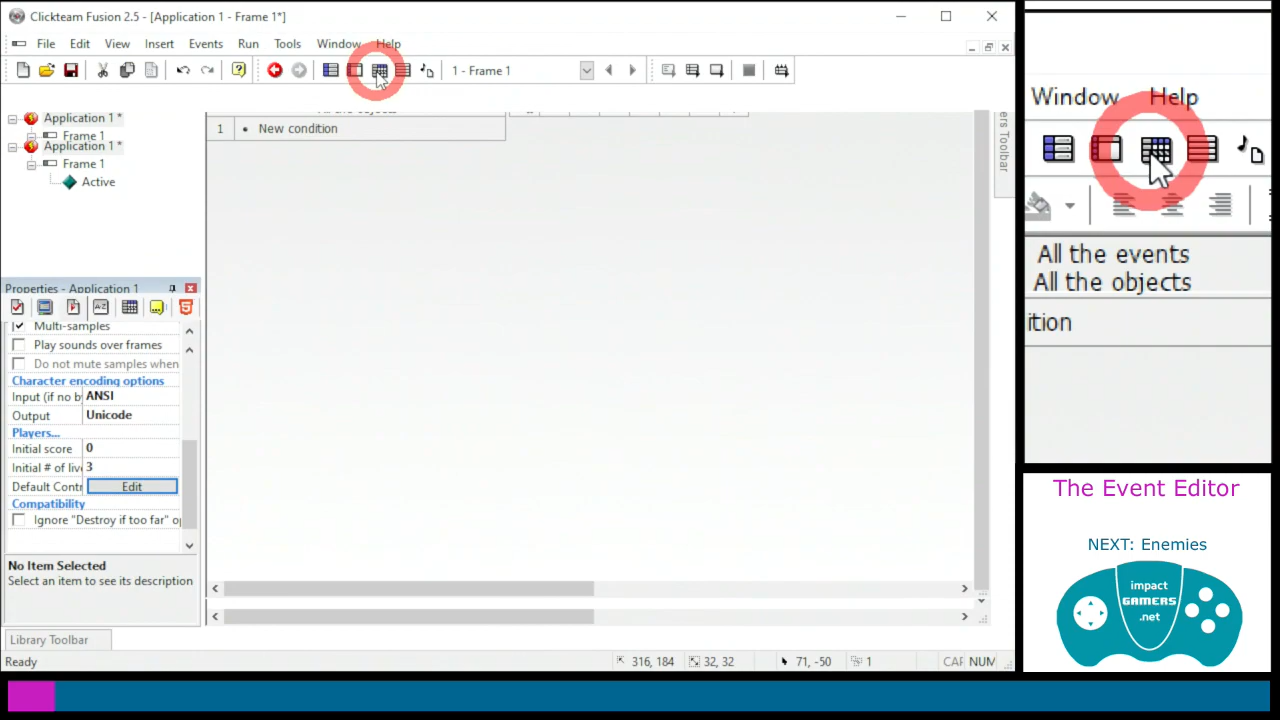 Clickteam Fusion 2.5 - [Application 1 - Frame 1*]
File Edit View Insert Events Run Tools Window Help
1 - Frame 1
Application 1 *
Frame 1
Application 1 *
Frame 1
Active
1 • New condition
ers Toolbar
Properties - Application 1
Multi-samples
Play sounds over frames
Do not mute samples when
Character encoding options
Input (if no b ANSI
Output Unicode
Players...
Initial score 0
Initial # of live 3
Default Contr Edit
Compatibility
Ignore "Destroy if too far" op
No Item Selected
Select an item to see its description
Library Toolbar
Ready 316, 184 32, 32 71, -50 1 CAP NUM
Window Help
All the events
All the objects
ition
The Event Editor
NEXT: Enemies
impact
GAMERS
.net